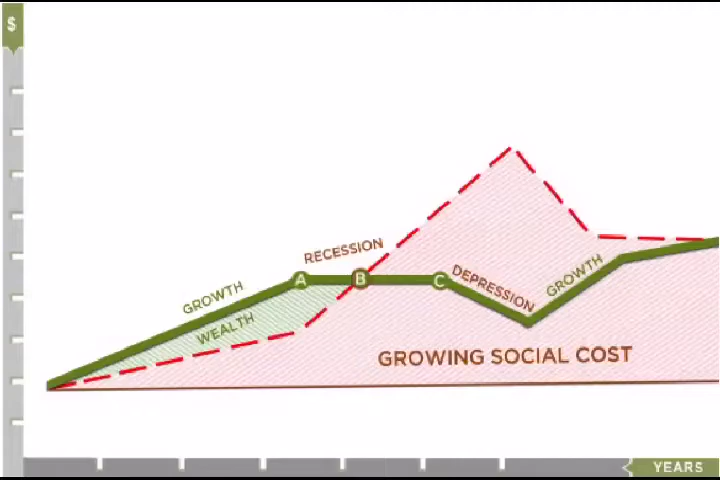 $
RECESSION
A
B
C
DEPRESSION
GROWTH
GROWTH
WEALTH
GROWING SOCIAL COST
YEARS